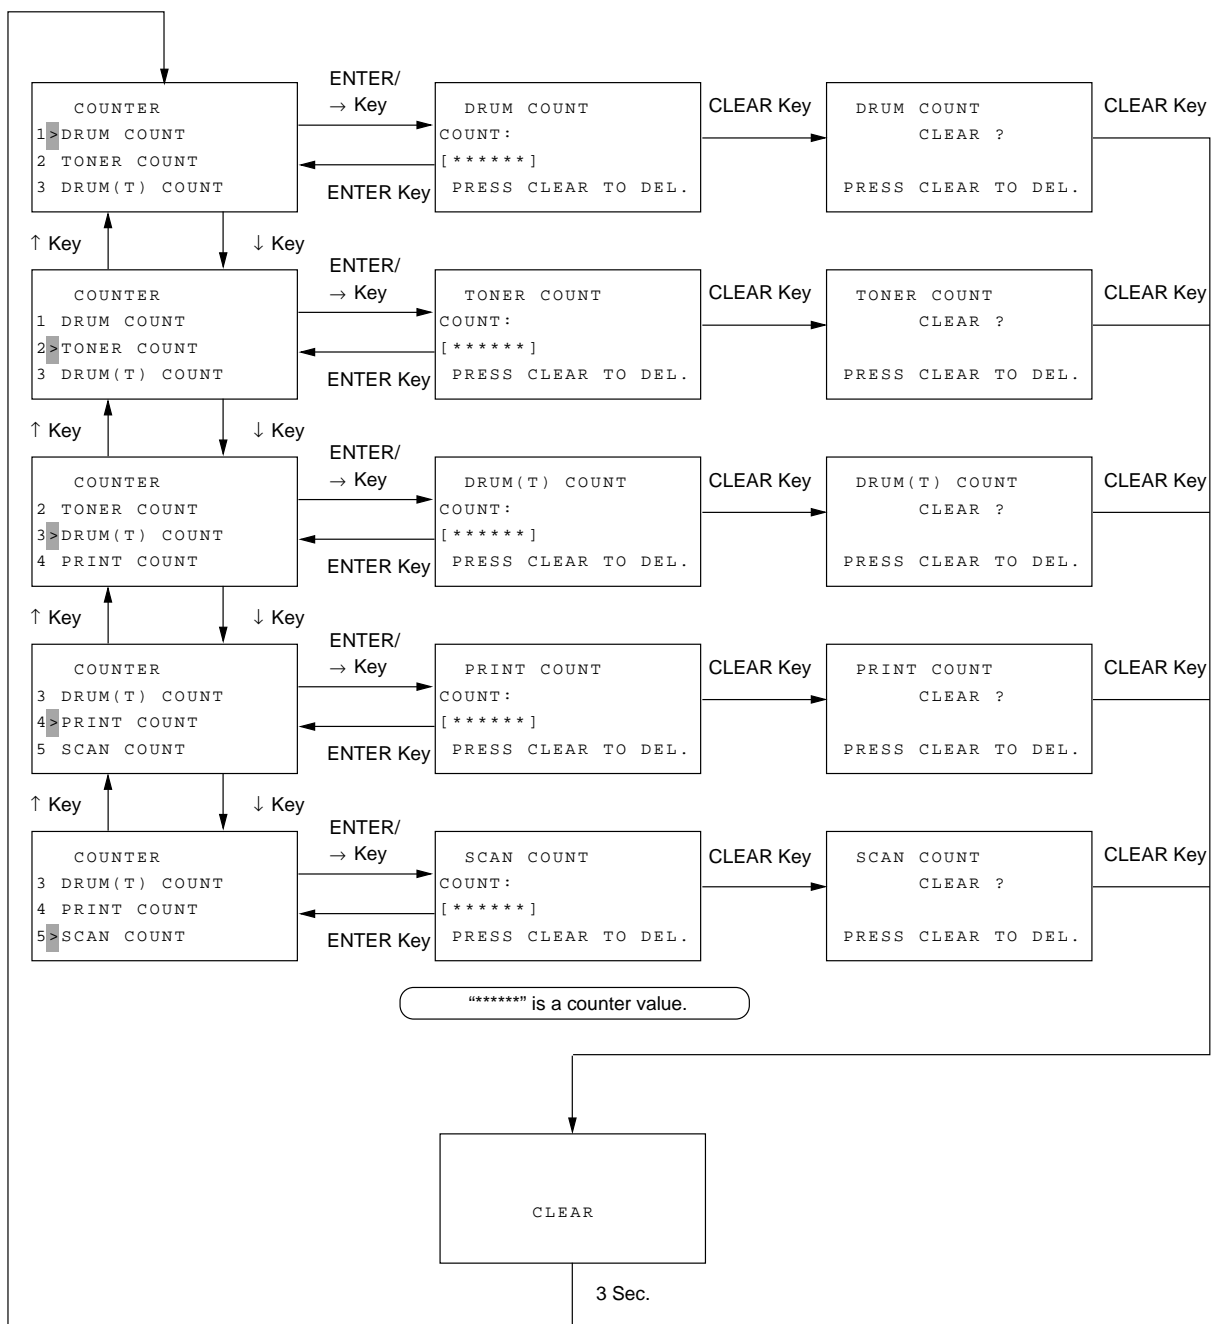 ENTER/
→ Key
COUNTER
1>DRUM COUNT
2 TONER COUNT
3 DRUM(T) COUNT
DRUM COUNT
COUNT:
[******]
PRESS CLEAR TO DEL.
ENTER Key
CLEAR Key
DRUM COUNT
CLEAR ?
PRESS CLEAR TO DEL.
CLEAR Key
↑ Key
↓ Key
ENTER/
→ Key
COUNTER
1 DRUM COUNT
2>TONER COUNT
3 DRUM(T) COUNT
TONER COUNT
COUNT:
[******]
PRESS CLEAR TO DEL.
ENTER Key
CLEAR Key
TONER COUNT
CLEAR ?
PRESS CLEAR TO DEL.
CLEAR Key
↑ Key
↓ Key
ENTER/
→ Key
COUNTER
2 TONER COUNT
3>DRUM(T) COUNT
4 PRINT COUNT
DRUM(T) COUNT
COUNT:
[******]
PRESS CLEAR TO DEL.
ENTER Key
CLEAR Key
DRUM(T) COUNT
CLEAR ?
PRESS CLEAR TO DEL.
CLEAR Key
↑ Key
↓ Key
ENTER/
→ Key
COUNTER
3 DRUM(T) COUNT
4>PRINT COUNT
5 SCAN COUNT
PRINT COUNT
COUNT:
[******]
PRESS CLEAR TO DEL.
ENTER Key
CLEAR Key
PRINT COUNT
CLEAR ?
PRESS CLEAR TO DEL.
CLEAR Key
↑ Key
↓ Key
ENTER/
→ Key
COUNTER
3 DRUM(T) COUNT
4 PRINT COUNT
5>SCAN COUNT
SCAN COUNT
COUNT:
[******]
PRESS CLEAR TO DEL.
ENTER Key
CLEAR Key
SCAN COUNT
CLEAR ?
PRESS CLEAR TO DEL.
CLEAR Key
“******” is a counter value.
CLEAR
3 Sec.